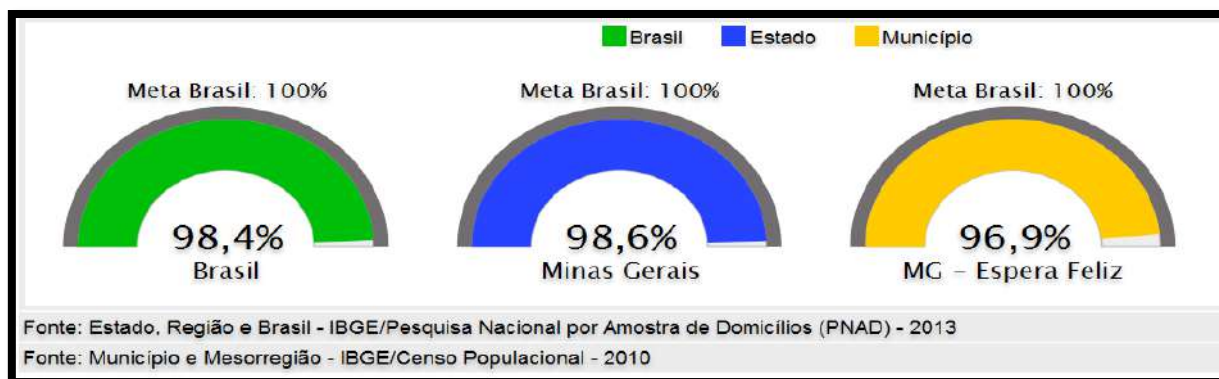 Brasil Estado Município
Meta Brasil: 100% Meta Brasil: 100% Meta Brasil: 100%
98,4% 98,6% 96,9%
Brasil Minas Gerais MG – Espera Feliz
Fonte: Estado, Região e Brasil - IBGE/Pesquisa Nacional por Amostra de Domicílios (PNAD) - 2013
Fonte: Município e Mesorregião - IBGE/Censo Populacional - 2010